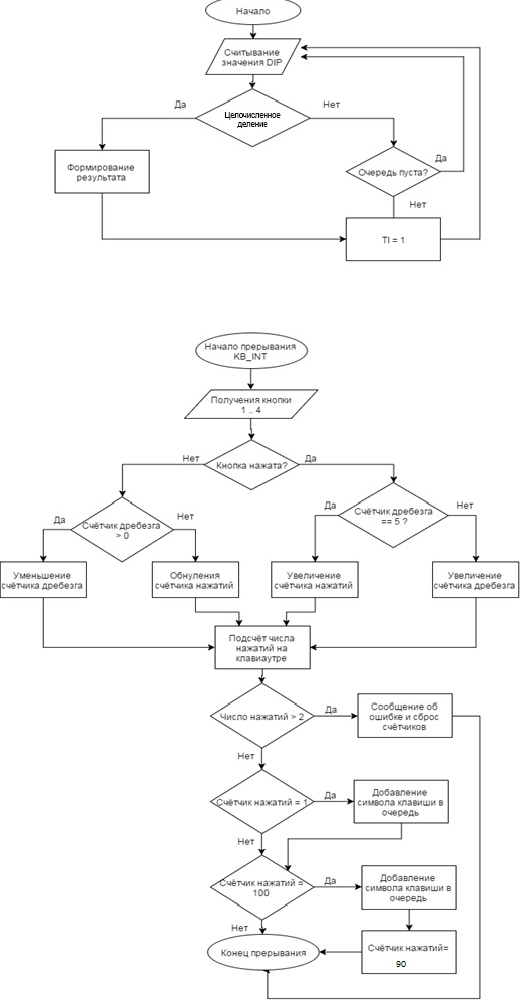 Начало
Считывание
значения DIP
Да
Целочисленное
деление
Нет
Формирование
результата
Очередь пуста?
Да
Нет
TI = 1
Начало прерывания
KB_INT
Получения кнопки
1 .. 4
Нет
Кнопка нажата?
Да
Да
Счётчик дребезга
> 0
Нет
Да
Счётчик дребезга
== 5 ?
Нет
Уменьшение
счётчика дребезга
Обнуления
счётчика нажатий
Увеличение
счётчика нажатий
Увеличение
счётчика дребезга
Подсчёт числа
нажатий на
клавиаутре
Число нажатий > 2
Да
Сообщение об
ошибке и сброс
счётчиков
Нет
Счётчик нажатий = 1
Да
Добавление
символа клавиши в
очередь
Нет
Счётчик нажатий =
100
Да
Добавление
символа клавиши в
очередь
Нет
Конец прерывания
Счётчик нажатий=
90